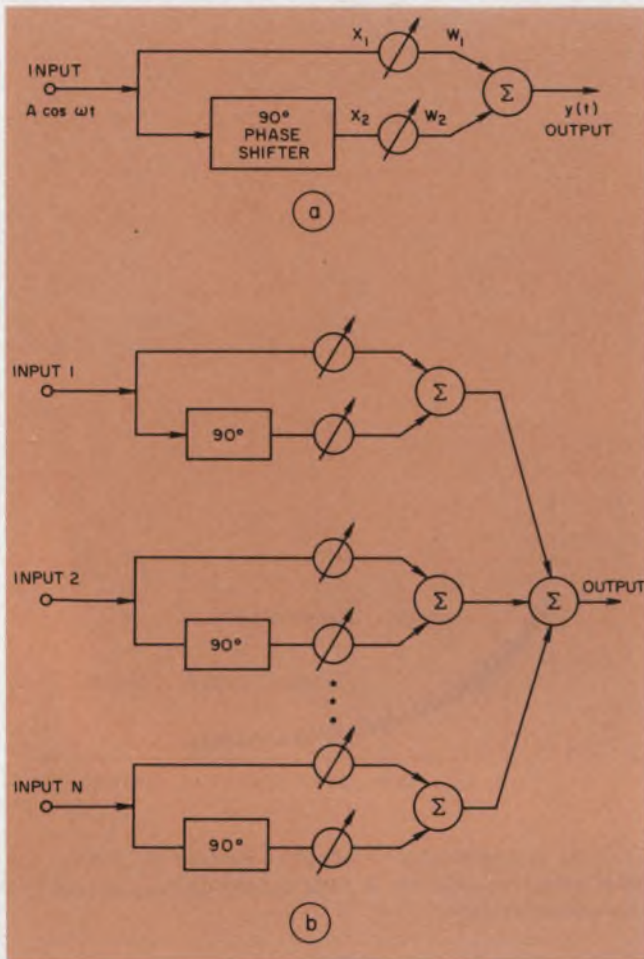 INPUT
A cos ωt
X₁
W₁
90°
PHASE
SHIFTER
X₂
W₂
Σ
y(t)
OUTPUT
a
INPUT 1
90°
Σ
INPUT 2
90°
Σ
Σ
OUTPUT
INPUT N
90°
Σ
b